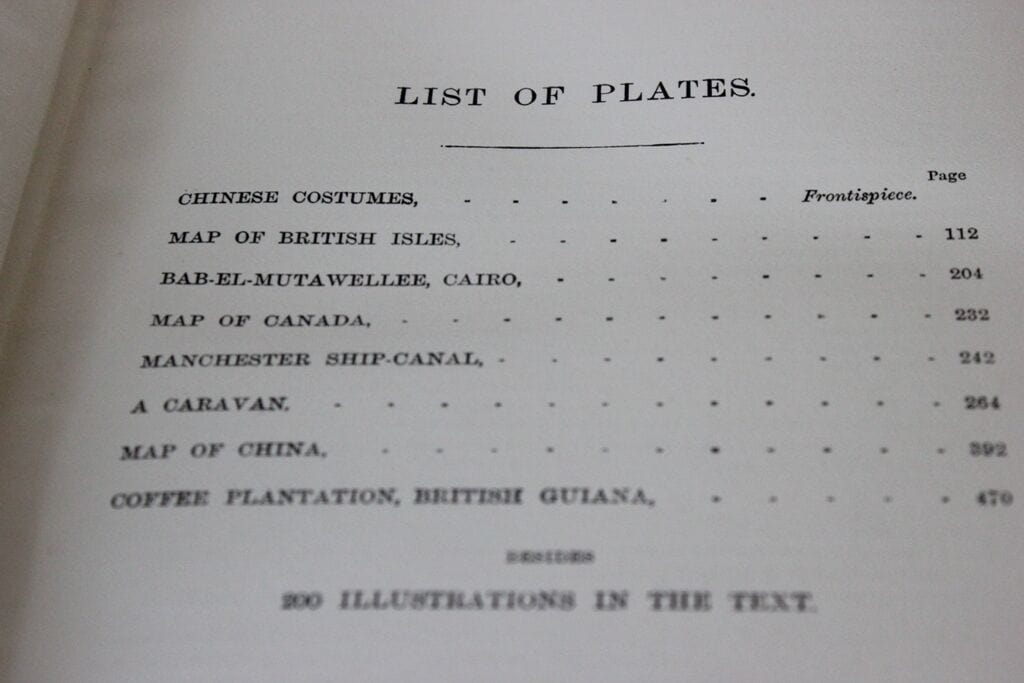 LIST OF PLATES.
Page
CHINESE COSTUMES, - - - - - - - Frontispiece.
MAP OF BRITISH ISLES, - - - - - - - - - 112
BAB-EL-MUTAWELLEE, CAIRO, - - - - - - - - 204
MAP OF CANADA, - - - - - - - - - - - 232
MANCHESTER SHIP-CANAL, - - - - - - - - - 242
A CARAVAN, - - - - - - - - - - - - 264
MAP OF CHINA, - - - - - - - - - - - 392
COFFEE PLANTATION, BRITISH GUIANA, - - - - - 470
BESIDES
200 ILLUSTRATIONS IN THE TEXT.